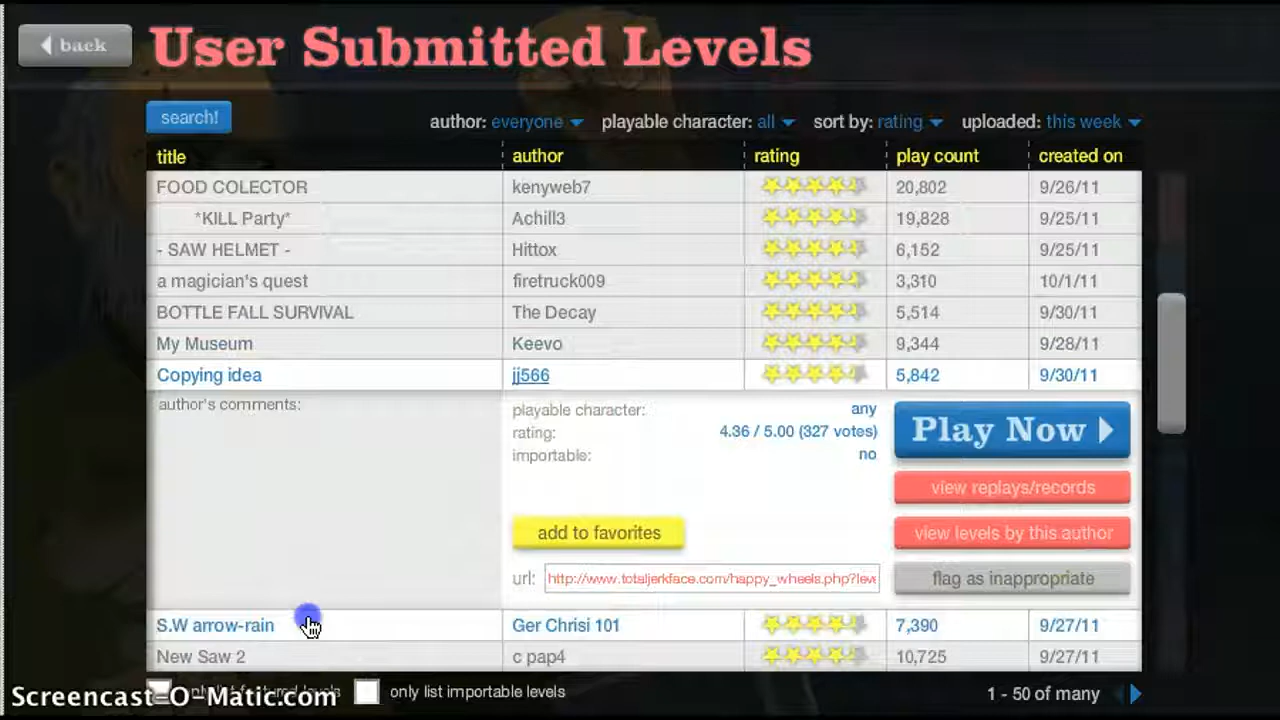 back
User Submitted Levels
search!
author: everyone playable character: all sort by: rating uploaded: this week
title author rating play count created on
FOOD COLECTOR kenyweb7 20,802 9/26/11
*KILL Party* Achill3 19,828 9/25/11
- SAW HELMET - Hittox 6,152 9/25/11
a magician's quest firetruck009 3,310 10/1/11
BOTTLE FALL SURVIVAL The Decay 5,514 9/30/11
My Museum Keevo 9,344 9/28/11
Copying idea jj566 5,842 9/30/11
author's comments:
playable character: any
rating: 4.36 / 5.00 (327 votes)
importable: no
Play Now
view replays/records
add to favorites
view levels by this author
url: http://www.totaljerkface.com/happy_wheels.php?leve
flag as inappropriate
S.W arrow-rain Ger Chrisi 101 7,390 9/27/11
New Saw 2 c pap4 10,725 9/27/11
only list importable levels
1 - 50 of many
Screencast-O-Matic.com